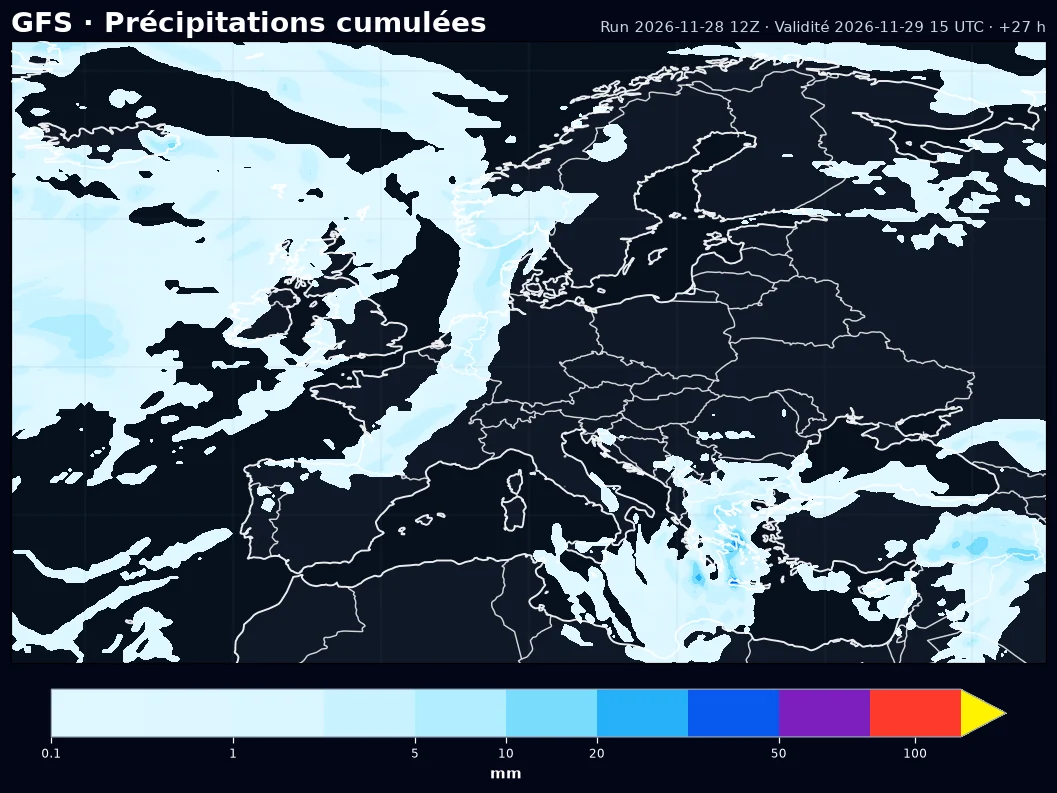 GFS · Précipitations cumulées
Run 2026-11-28 12Z · Validité 2026-11-29 15 UTC · +27 h
0.1 1 5 10 20 50 100
mm